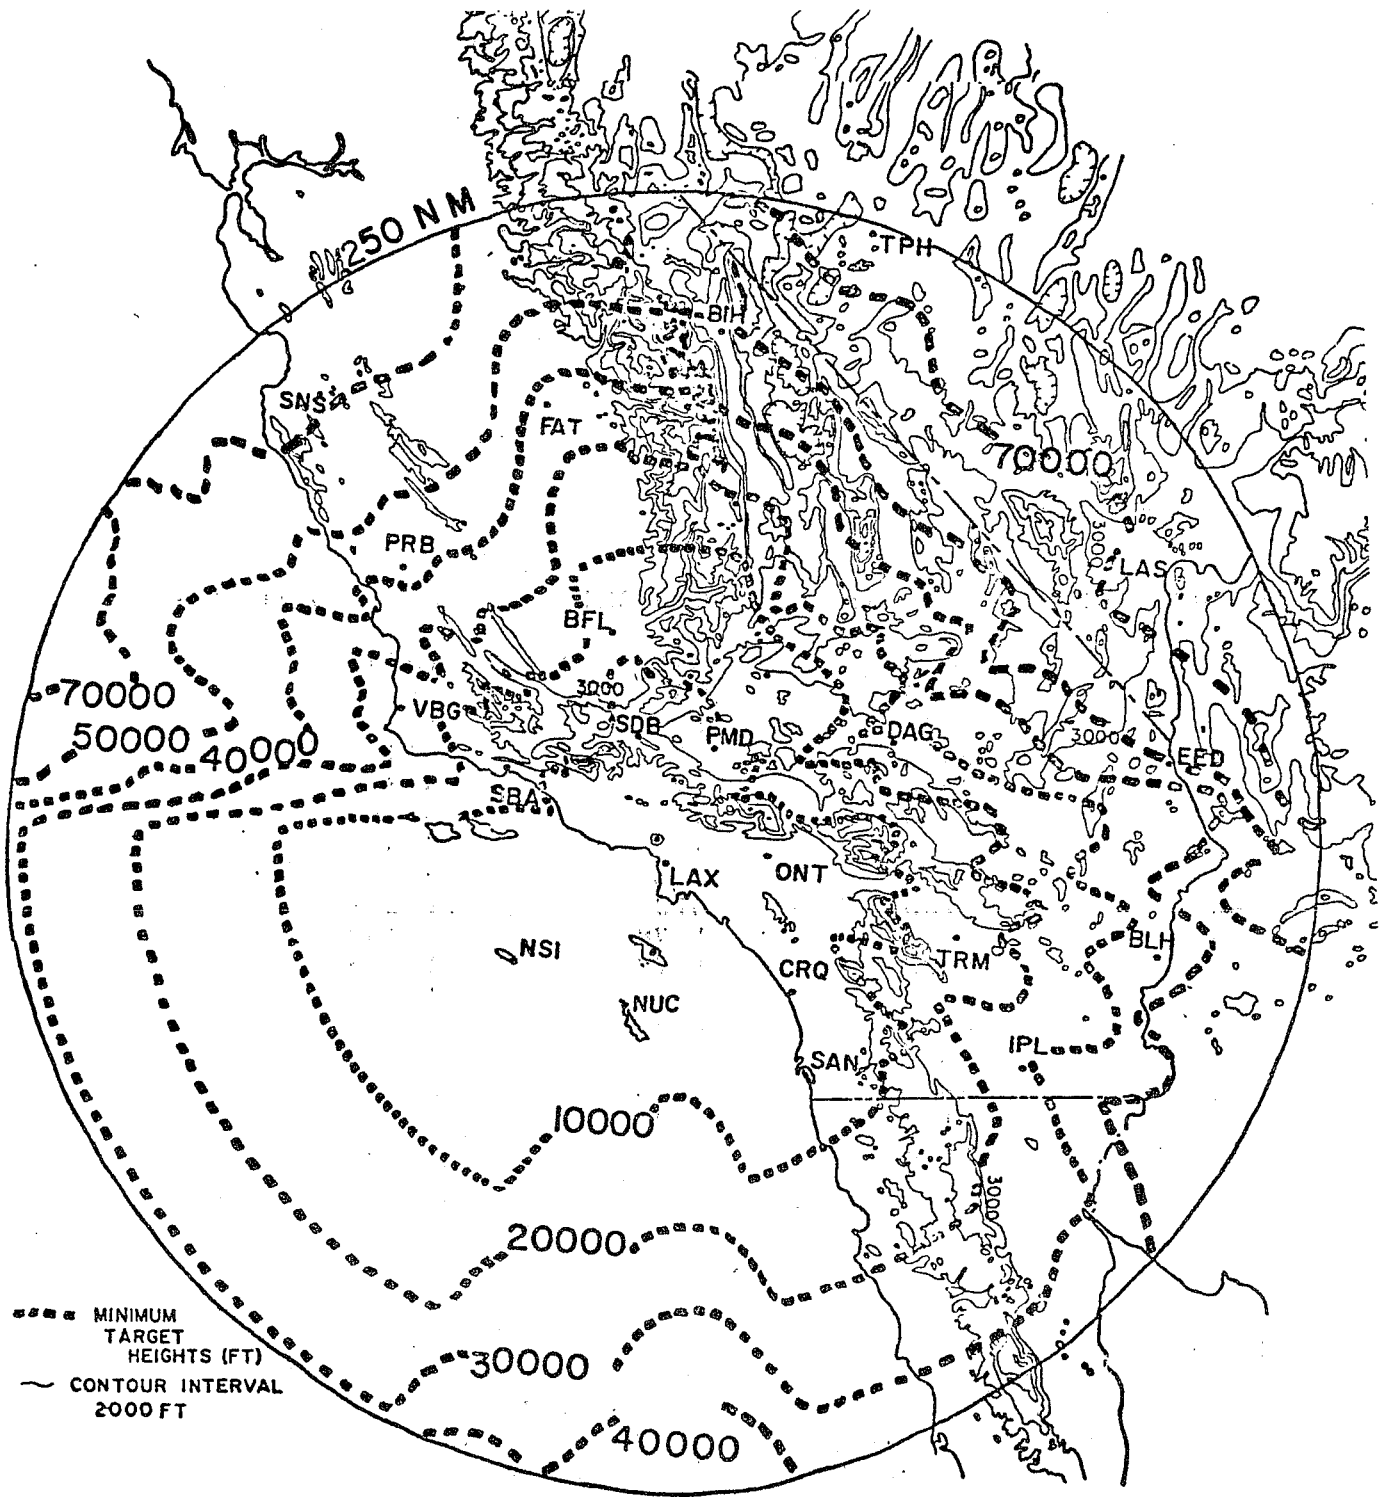 250 NM
TPH
BIH
SNS
FAT
70000
PRB
3000
LAS
BFL
3000
70000
VBG
SDB
PMD
DAG
3000
50000
40000
EED
SBA
LAX
ONT
NSI
CRQ
TRM
BLH
NUC
SAN
IPL
10000
3000
20000
30000
40000
MINIMUM
TARGET
HEIGHTS (FT)
CONTOUR INTERVAL
2000 FT